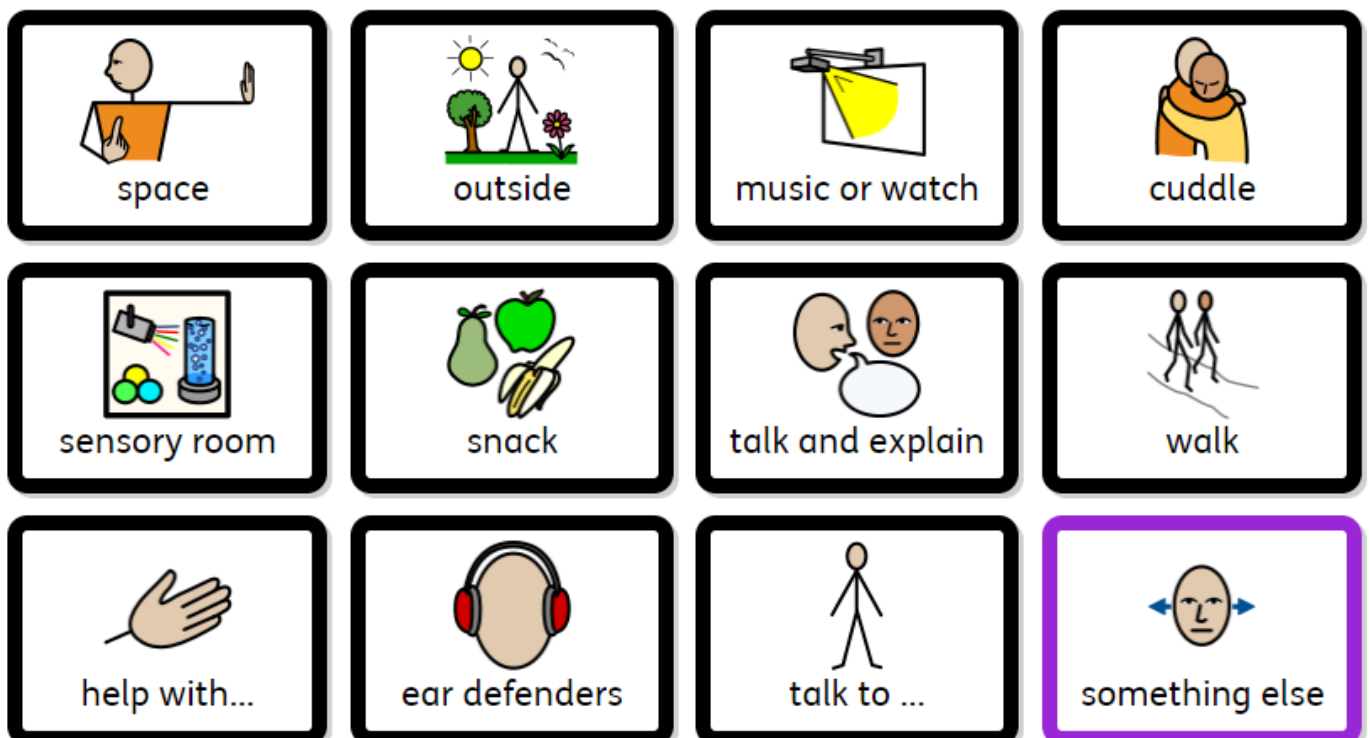 space
outside
music or watch
cuddle
sensory room
snack
talk and explain
walk
help with...
ear defenders
talk to ...
something else